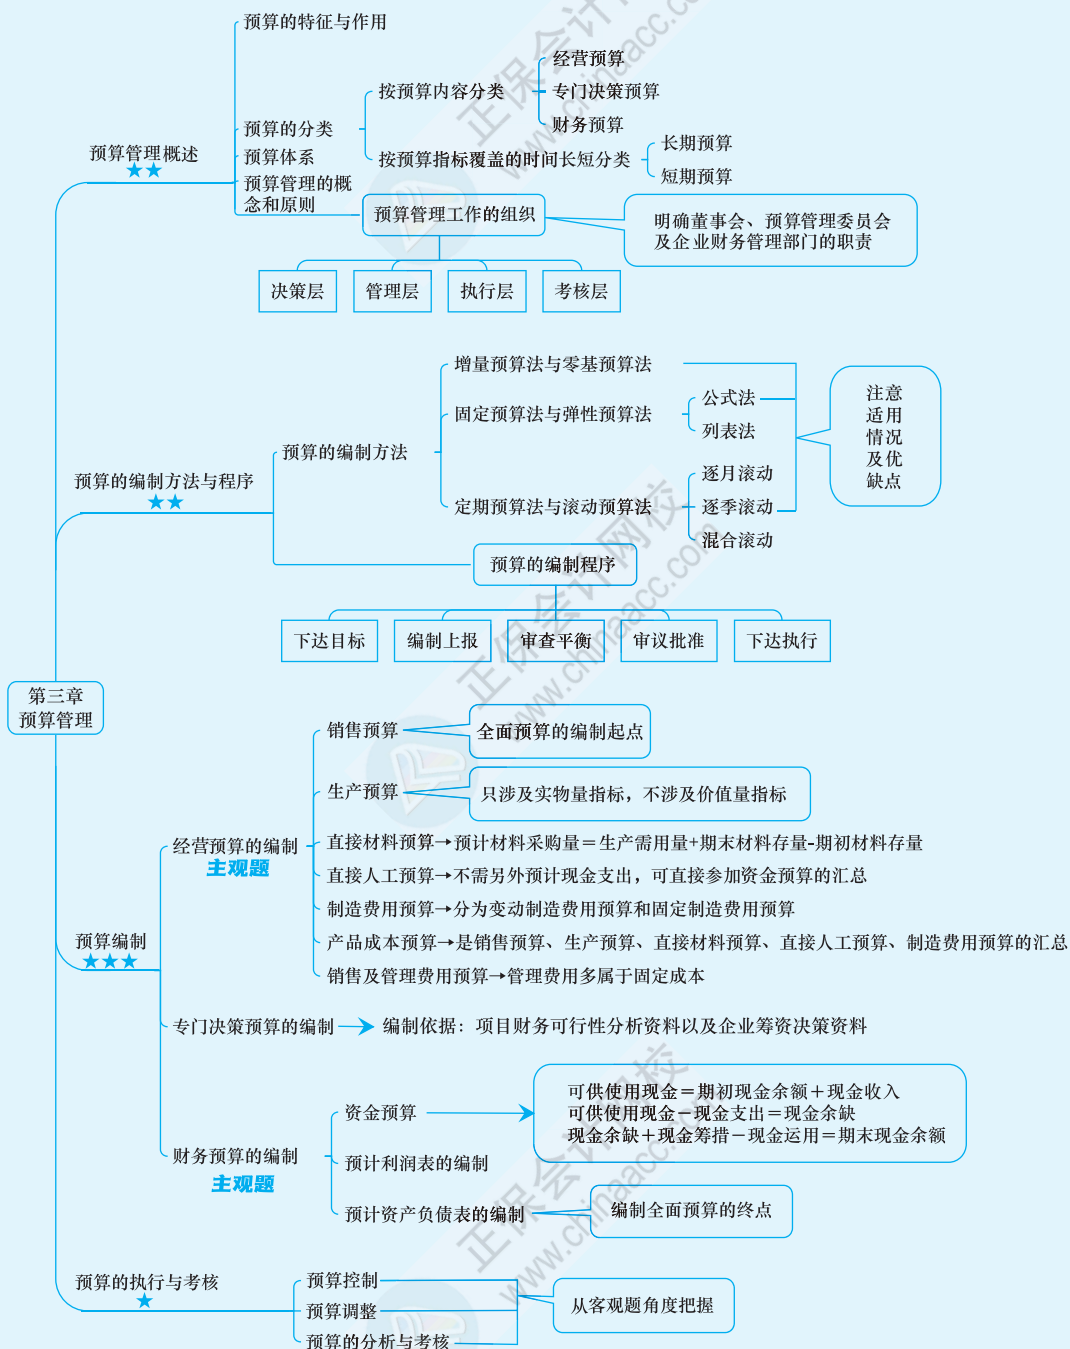 预算的特征与作用
经营预算
按预算内容分类
专门决策预算
预算的分类
财务预算
长期预算
预算管理概述
★★
预算体系
按预算指标覆盖的时间长短分类
短期预算
预算管理的概
念和原则
预算管理工作的组织
明确董事会、预算管理委员会
及企业财务管理部门的职责
决策层
管理层
执行层
考核层
增量预算法与零基预算法
公式法
固定预算法与弹性预算法
列表法
注意
适用
情况
及优
缺点
预算的编制方法
预算的编制方法与程序
★★
逐月滚动
定期预算法与滚动预算法
逐季滚动
混合滚动
预算的编制程序
下达目标
编制上报
审查平衡
审议批准
下达执行
第三章
预算管理
销售预算
全面预算的编制起点
生产预算
只涉及实物量指标，不涉及价值量指标
经营预算的编制
主观题
直接材料预算→预计材料采购量＝生产需用量+期末材料存量-期初材料存量
直接人工预算→不需另外预计现金支出，可直接参加资金预算的汇总
制造费用预算→分为变动制造费用预算和固定制造费用预算
预算编制
★★★
产品成本预算→是销售预算、生产预算、直接材料预算、直接人工预算、制造费用预算的汇总
销售及管理费用预算→管理费用多属于固定成本
专门决策预算的编制
编制依据：项目财务可行性分析资料以及企业筹资决策资料
资金预算
可供使用现金＝期初现金余额＋现金收入
可供使用现金－现金支出＝现金余缺
现金余缺＋现金筹措－现金运用＝期末现金余额
财务预算的编制
主观题
预计利润表的编制
预计资产负债表的编制
编制全面预算的终点
预算的执行与考核
★
预算控制
预算调整
从客观题角度把握
预算的分析与考核
正保会计网校
www.chinaacc.com
正保会计网校
www.chinaacc.com
正保会计网校
www.chinaacc.com